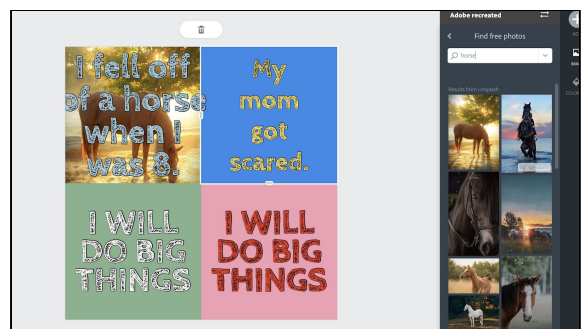 Adobe recreated
Find free photos
horse
Results from Unsplash
I fell off
of a horse
when I
was 8.
My
mom
got
scared.
I WILL
DO BIG
THINGS
I WILL
DO BIG
THINGS